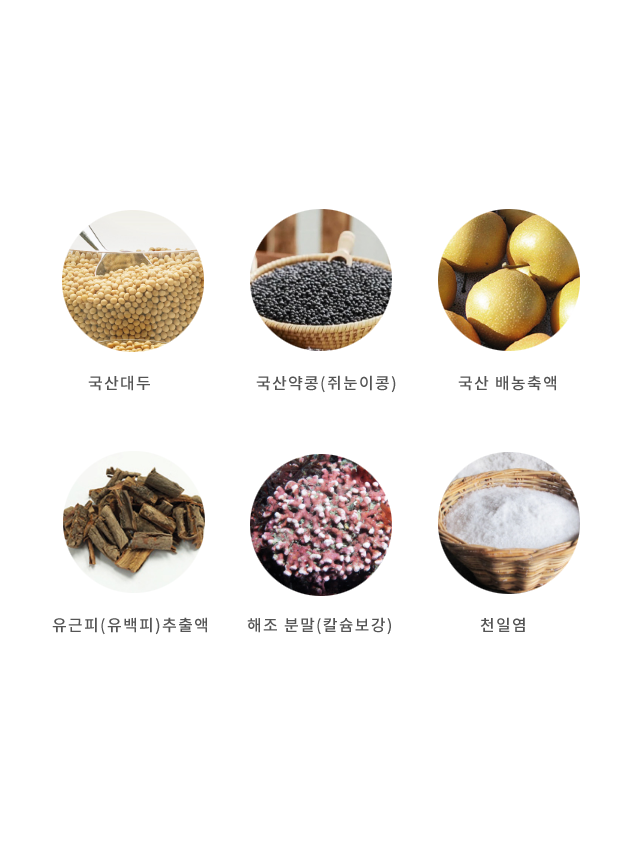 국산대두
국산약콩(쥐눈이콩)
국산 배농축액
유근피(유백피)추출액
해조 분말(칼슘보강)
천일염